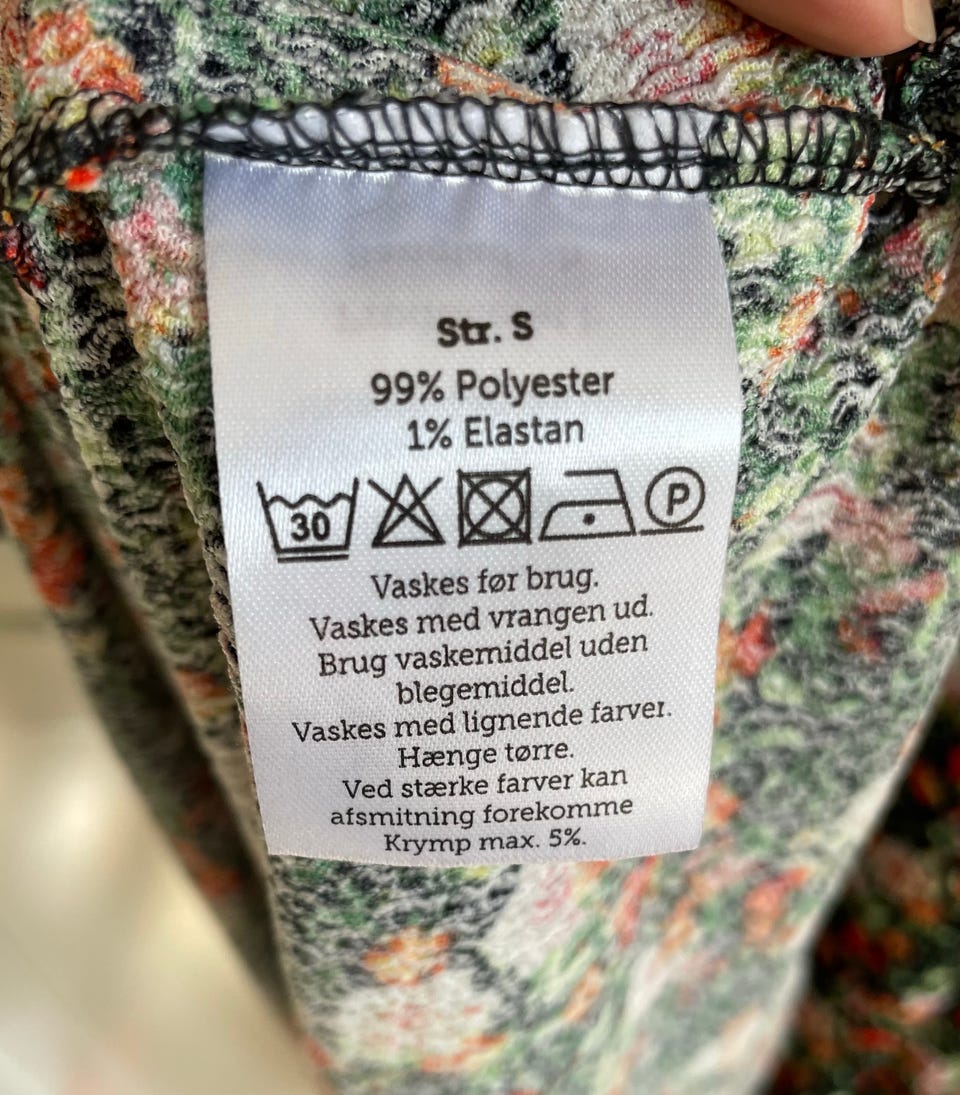 Str. S
99% Polyester
1% Elastan
30 P
Vaskes før brug.
Vaskes med vrangen ud.
Brug vaskemiddel uden
blegemiddel.
Vaskes med lignende farver.
Hænge tørre.
Ved stærke farver kan
afsmitning forekomme
Krymp max. 5%.